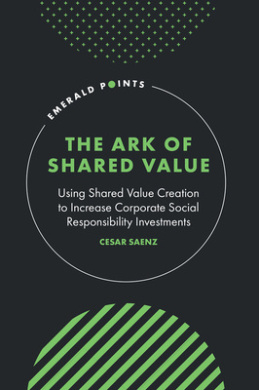 EMERALD POINTS
THE ARK OF
SHARED VALUE
Using Shared Value Creation
to Increase Corporate Social
Responsibility Investments
CESAR SAENZ